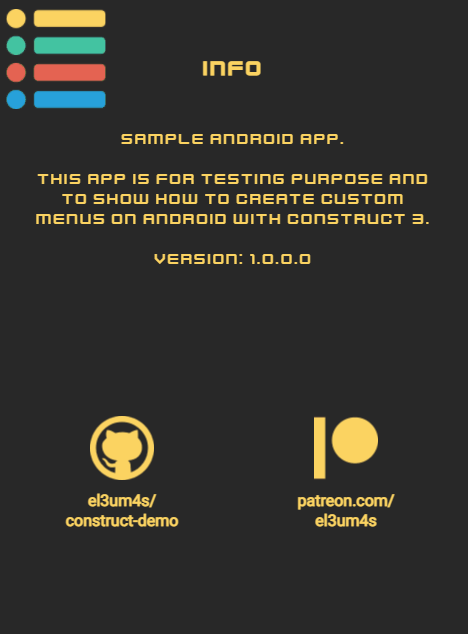 INFO
SAMPLE ANDROID APP.
THIS APP IS FOR TESTING PURPOSE AND
TO SHOW HOW TO CREATE CUSTOM
MENUS ON ANDROID WITH CONSTRUCT 3.
VERSION: 1.0.0.0
el3um4s/
construct-demo
patreon.com/
el3um4s